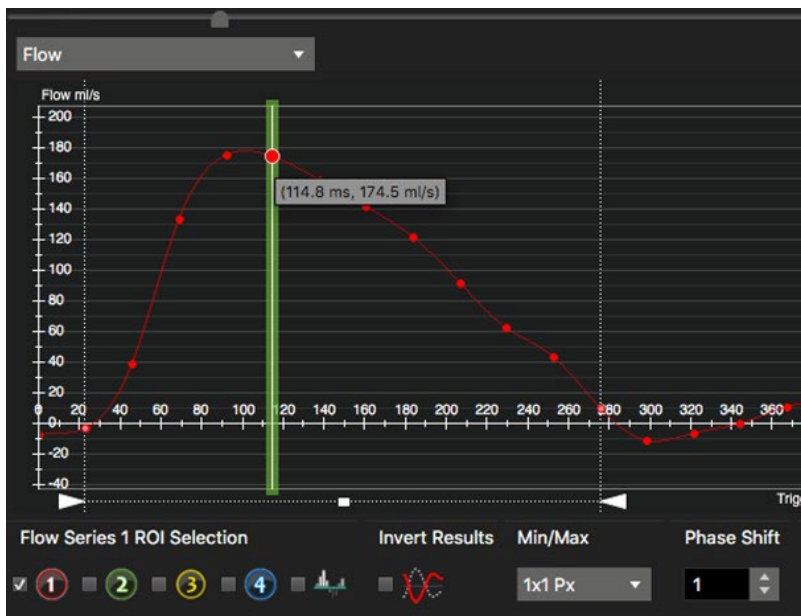 Flow
Flow ml/s
200
180
160
140
120
100
80
60
40
20
0
-20
-40
0 20 40 60 80 100 120 140 160 180 200 220 240 260 280 300 320 340 360
(114.8 ms, 174.5 ml/s)
Trig
Flow Series 1 ROI Selection Invert Results Min/Max Phase Shift
1 2 3 4 1x1 Px 1